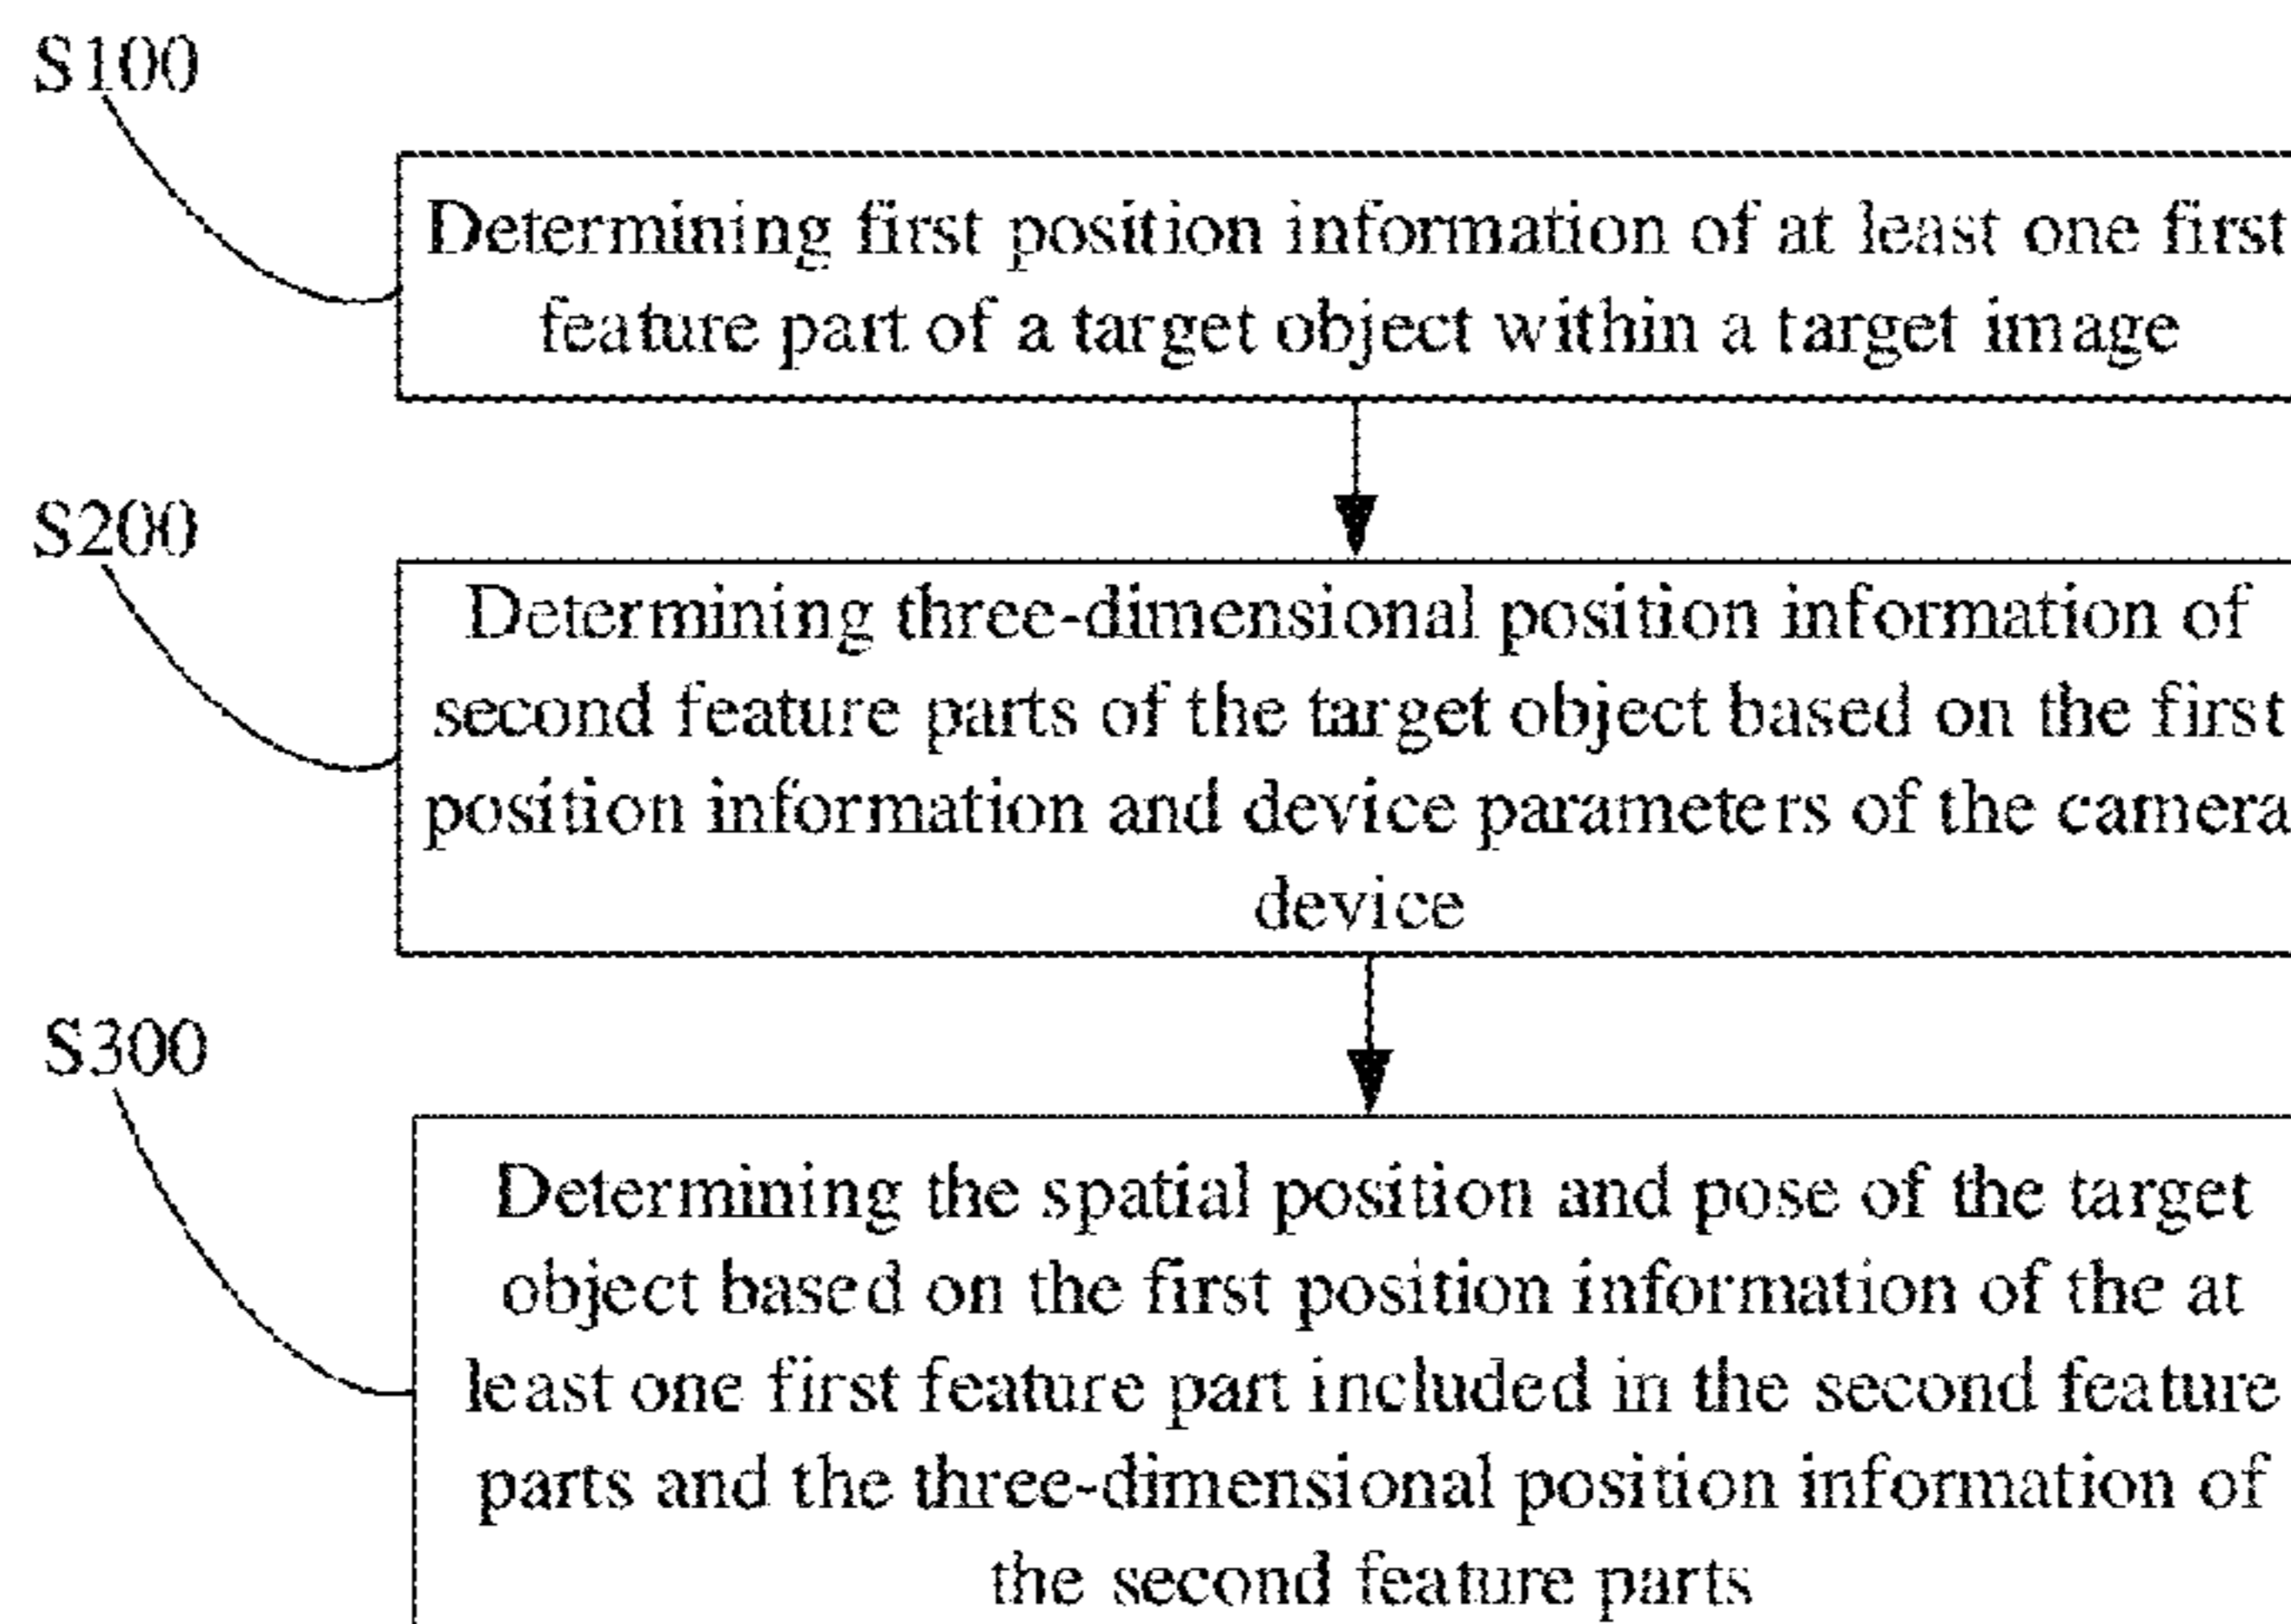 S100
Determining first position information of at least one first
feature part of a target object within a target image
S200
Determining three-dimensional position information of
second feature parts of the target object based on the first
position information and device parameters of the camera
device
S300
Determining the spatial position and pose of the target
object based on the first position information of the at
least one first feature part included in the second feature
parts and the three-dimensional position information of
the second feature parts